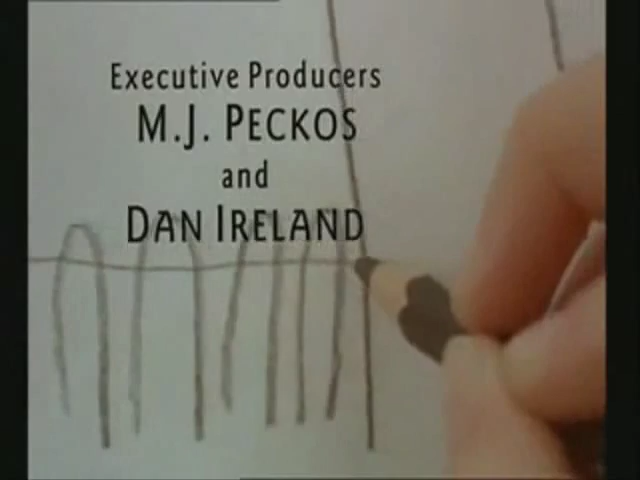 Executive Producers
M.J. PECKOS
and
DAN IRELAND